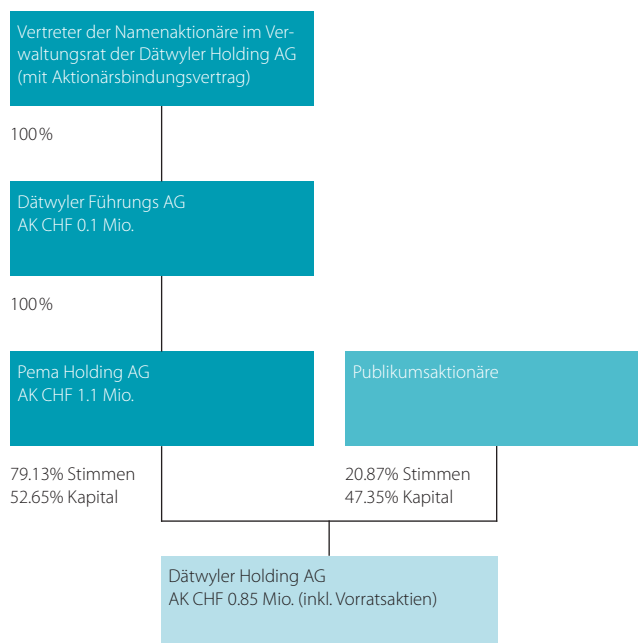 Vertreter der Namenaktionäre im Ver-
waltungsrat der Dätwyler Holding AG
(mit Aktionärsbindungsvertrag)
100%
Dätwyler Führungs AG
AK CHF 0.1 Mio.
100%
Pema Holding AG
AK CHF 1.1 Mio.
Publikumsaktionäre
79.13% Stimmen
52.65% Kapital
20.87% Stimmen
47.35% Kapital
Dätwyler Holding AG
AK CHF 0.85 Mio. (inkl. Vorratsaktien)